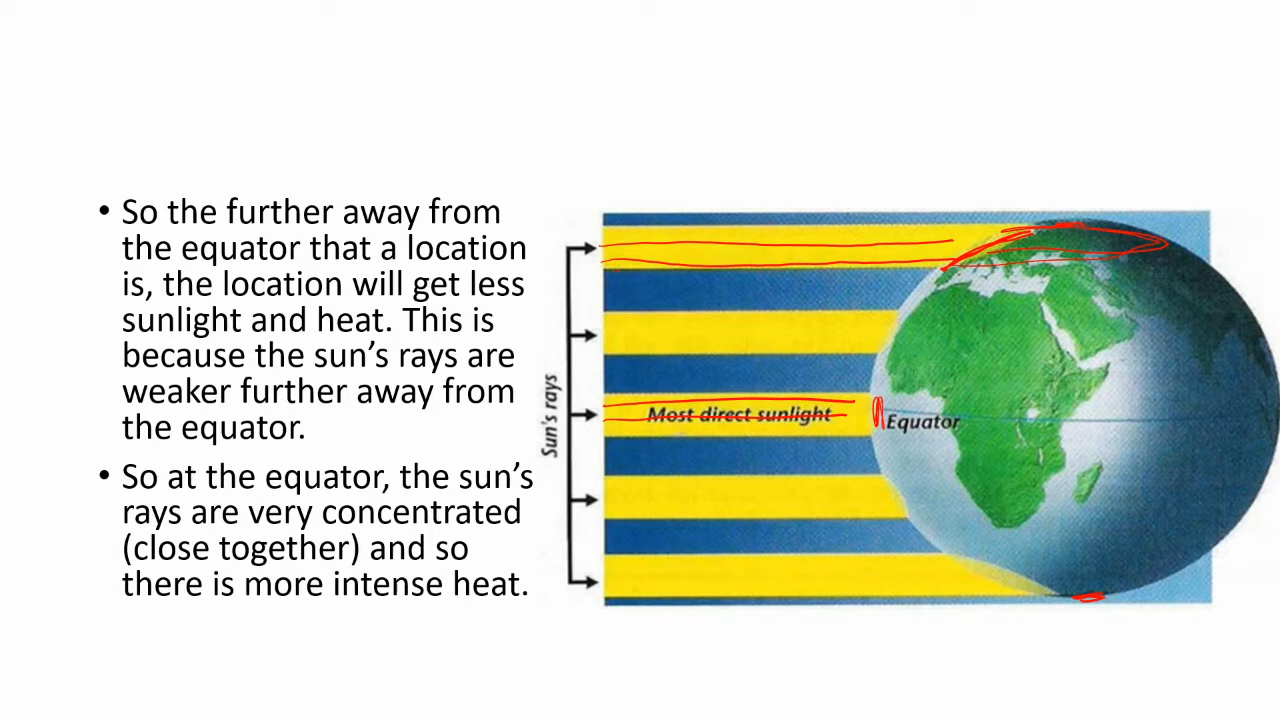 • So the further away from
the equator that a location
is, the location will get less
sunlight and heat. This is
because the sun’s rays are
weaker further away from
the equator.
• So at the equator, the sun’s
rays are very concentrated
(close together) and so
there is more intense heat.
Sun's rays
Most direct sunlight
Equator